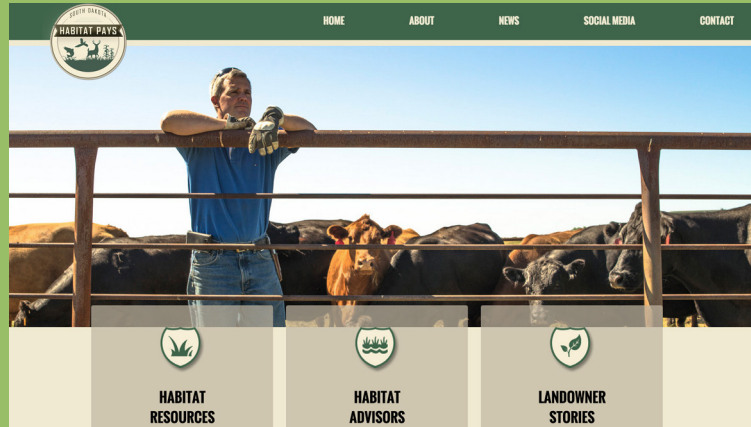 SOUTH DAKOTA
HABITAT PAYS
HOME ABOUT NEWS SOCIAL MEDIA CONTACT
HABITAT
RESOURCES
HABITAT
ADVISORS
LANDOWNER
STORIES